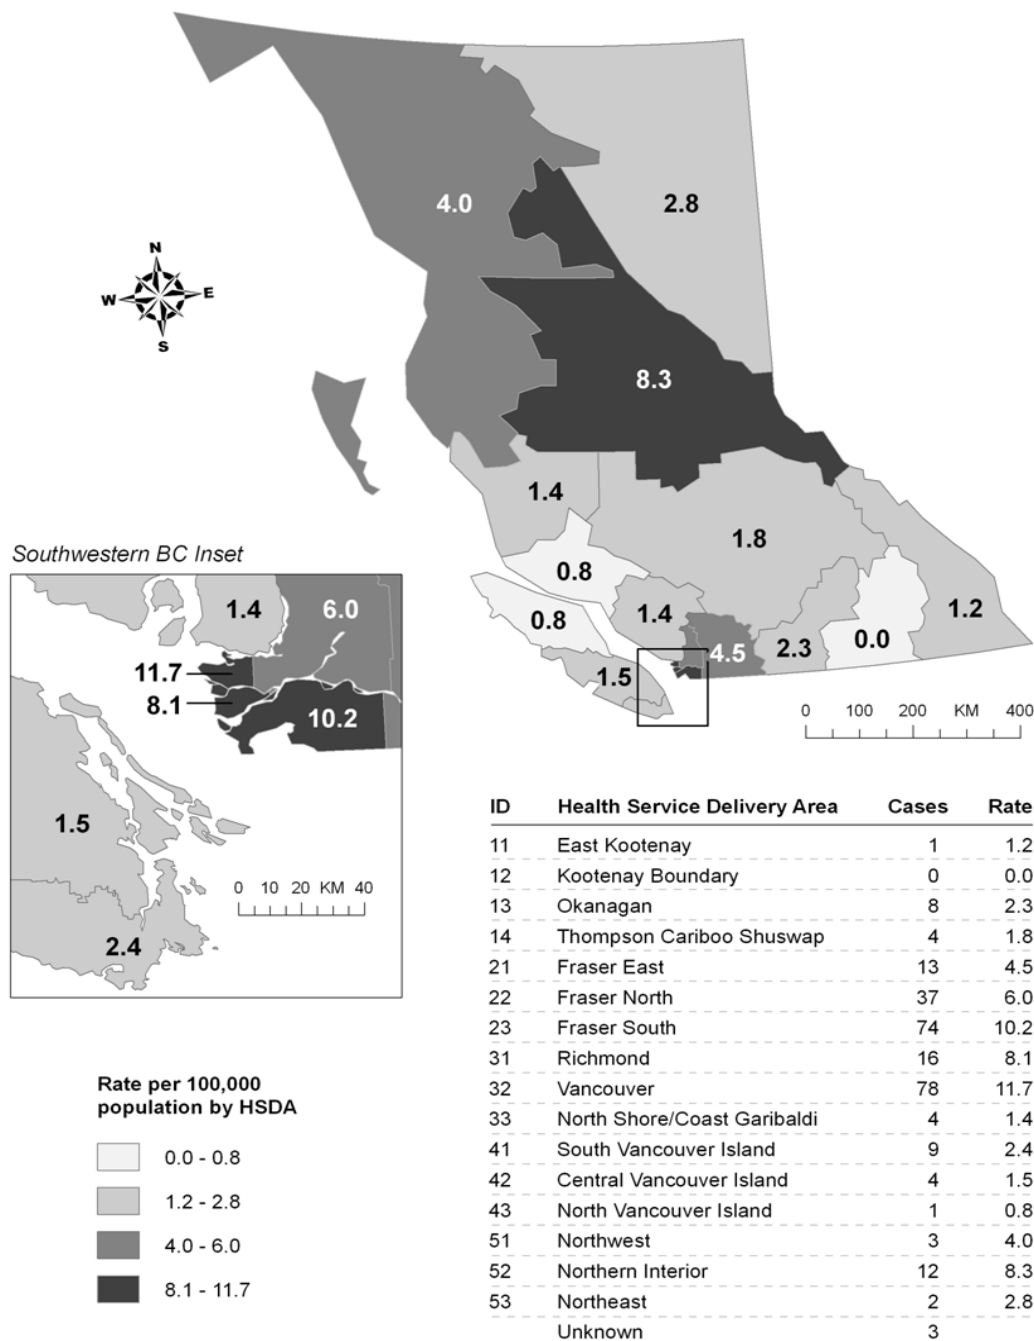 N
W E
S
4.0
2.8
8.3
1.4
1.8
0.8
0.8
1.4
4.5
2.3
0.0
1.2
1.5
0 100 200 KM 400
Southwestern BC Inset
1.4
6.0
11.7
8.1
10.2
1.5
2.4
0 10 20 KM 40
Rate per 100,000
population by HSDA
0.0 - 0.8
1.2 - 2.8
4.0 - 6.0
8.1 - 11.7
ID Health Service Delivery Area Cases Rate
11 East Kootenay 1 1.2
12 Kootenay Boundary 0 0.0
13 Okanagan 8 2.3
14 Thompson Cariboo Shuswap 4 1.8
21 Fraser East 13 4.5
22 Fraser North 37 6.0
23 Fraser South 74 10.2
31 Richmond 16 8.1
32 Vancouver 78 11.7
33 North Shore/Coast Garibaldi 4 1.4
41 South Vancouver Island 9 2.4
42 Central Vancouver Island 4 1.5
43 North Vancouver Island 1 0.8
51 Northwest 3 4.0
52 Northern Interior 12 8.3
53 Northeast 2 2.8
Unknown 3